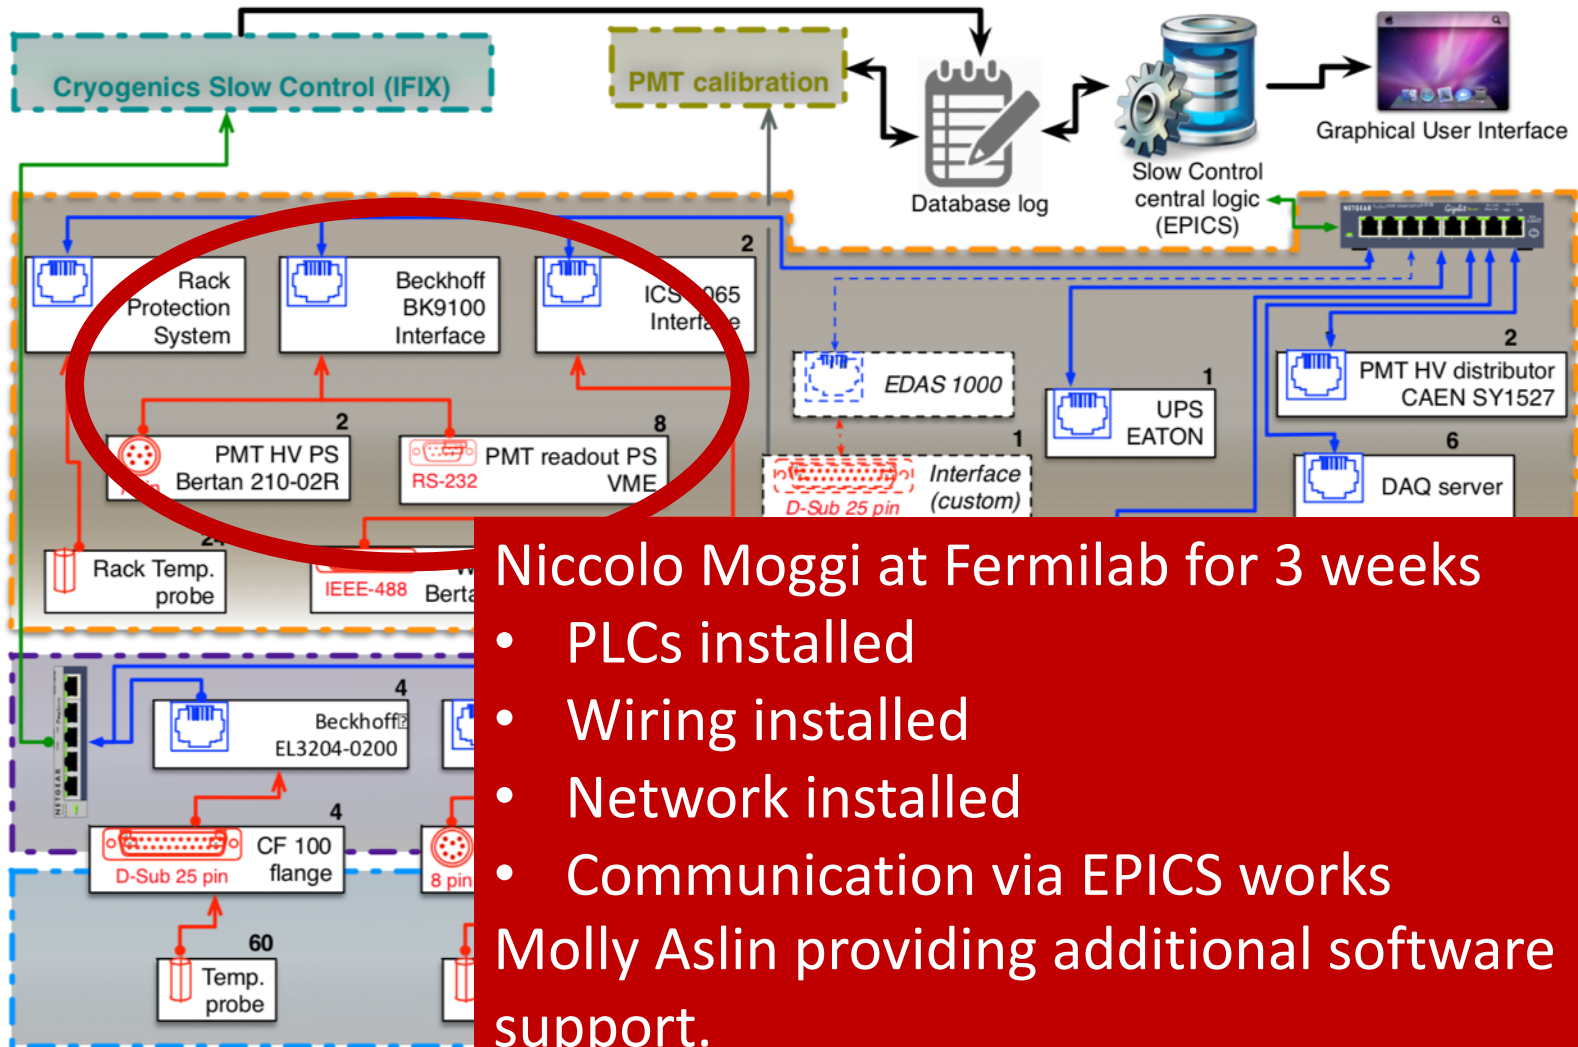 Cryogenics Slow Control (IFIX)
PMT calibration
Database log
Slow Control
central logic
(EPICS)
Graphical User Interface
NETGEAR
Gigabit
Rack
Protection
System
Beckhoff
BK9100
Interface
2
Interface
EDAS 1000
1
UPS
EATON
2
PMT HV distributor
CAEN SY1527
2
PMT HV PS
Bertan 210-02R
8
RS-232
PMT readout PS
VME
1
Interface
(custom)
D-Sub 25 pin
6
DAQ server
24
Rack Temp.
probe
IEEE-488
Niccolo Moggi at Fermilab for 3 weeks
• PLCs installed
• Wiring installed
• Network installed
• Communication via EPICS works
Molly Aslin providing additional software
support.
NETGEAR
4
Beckhoff
EL3204-0200
4
CF 100
flange
D-Sub 25 pin
8 pin
60
Temp.
probe